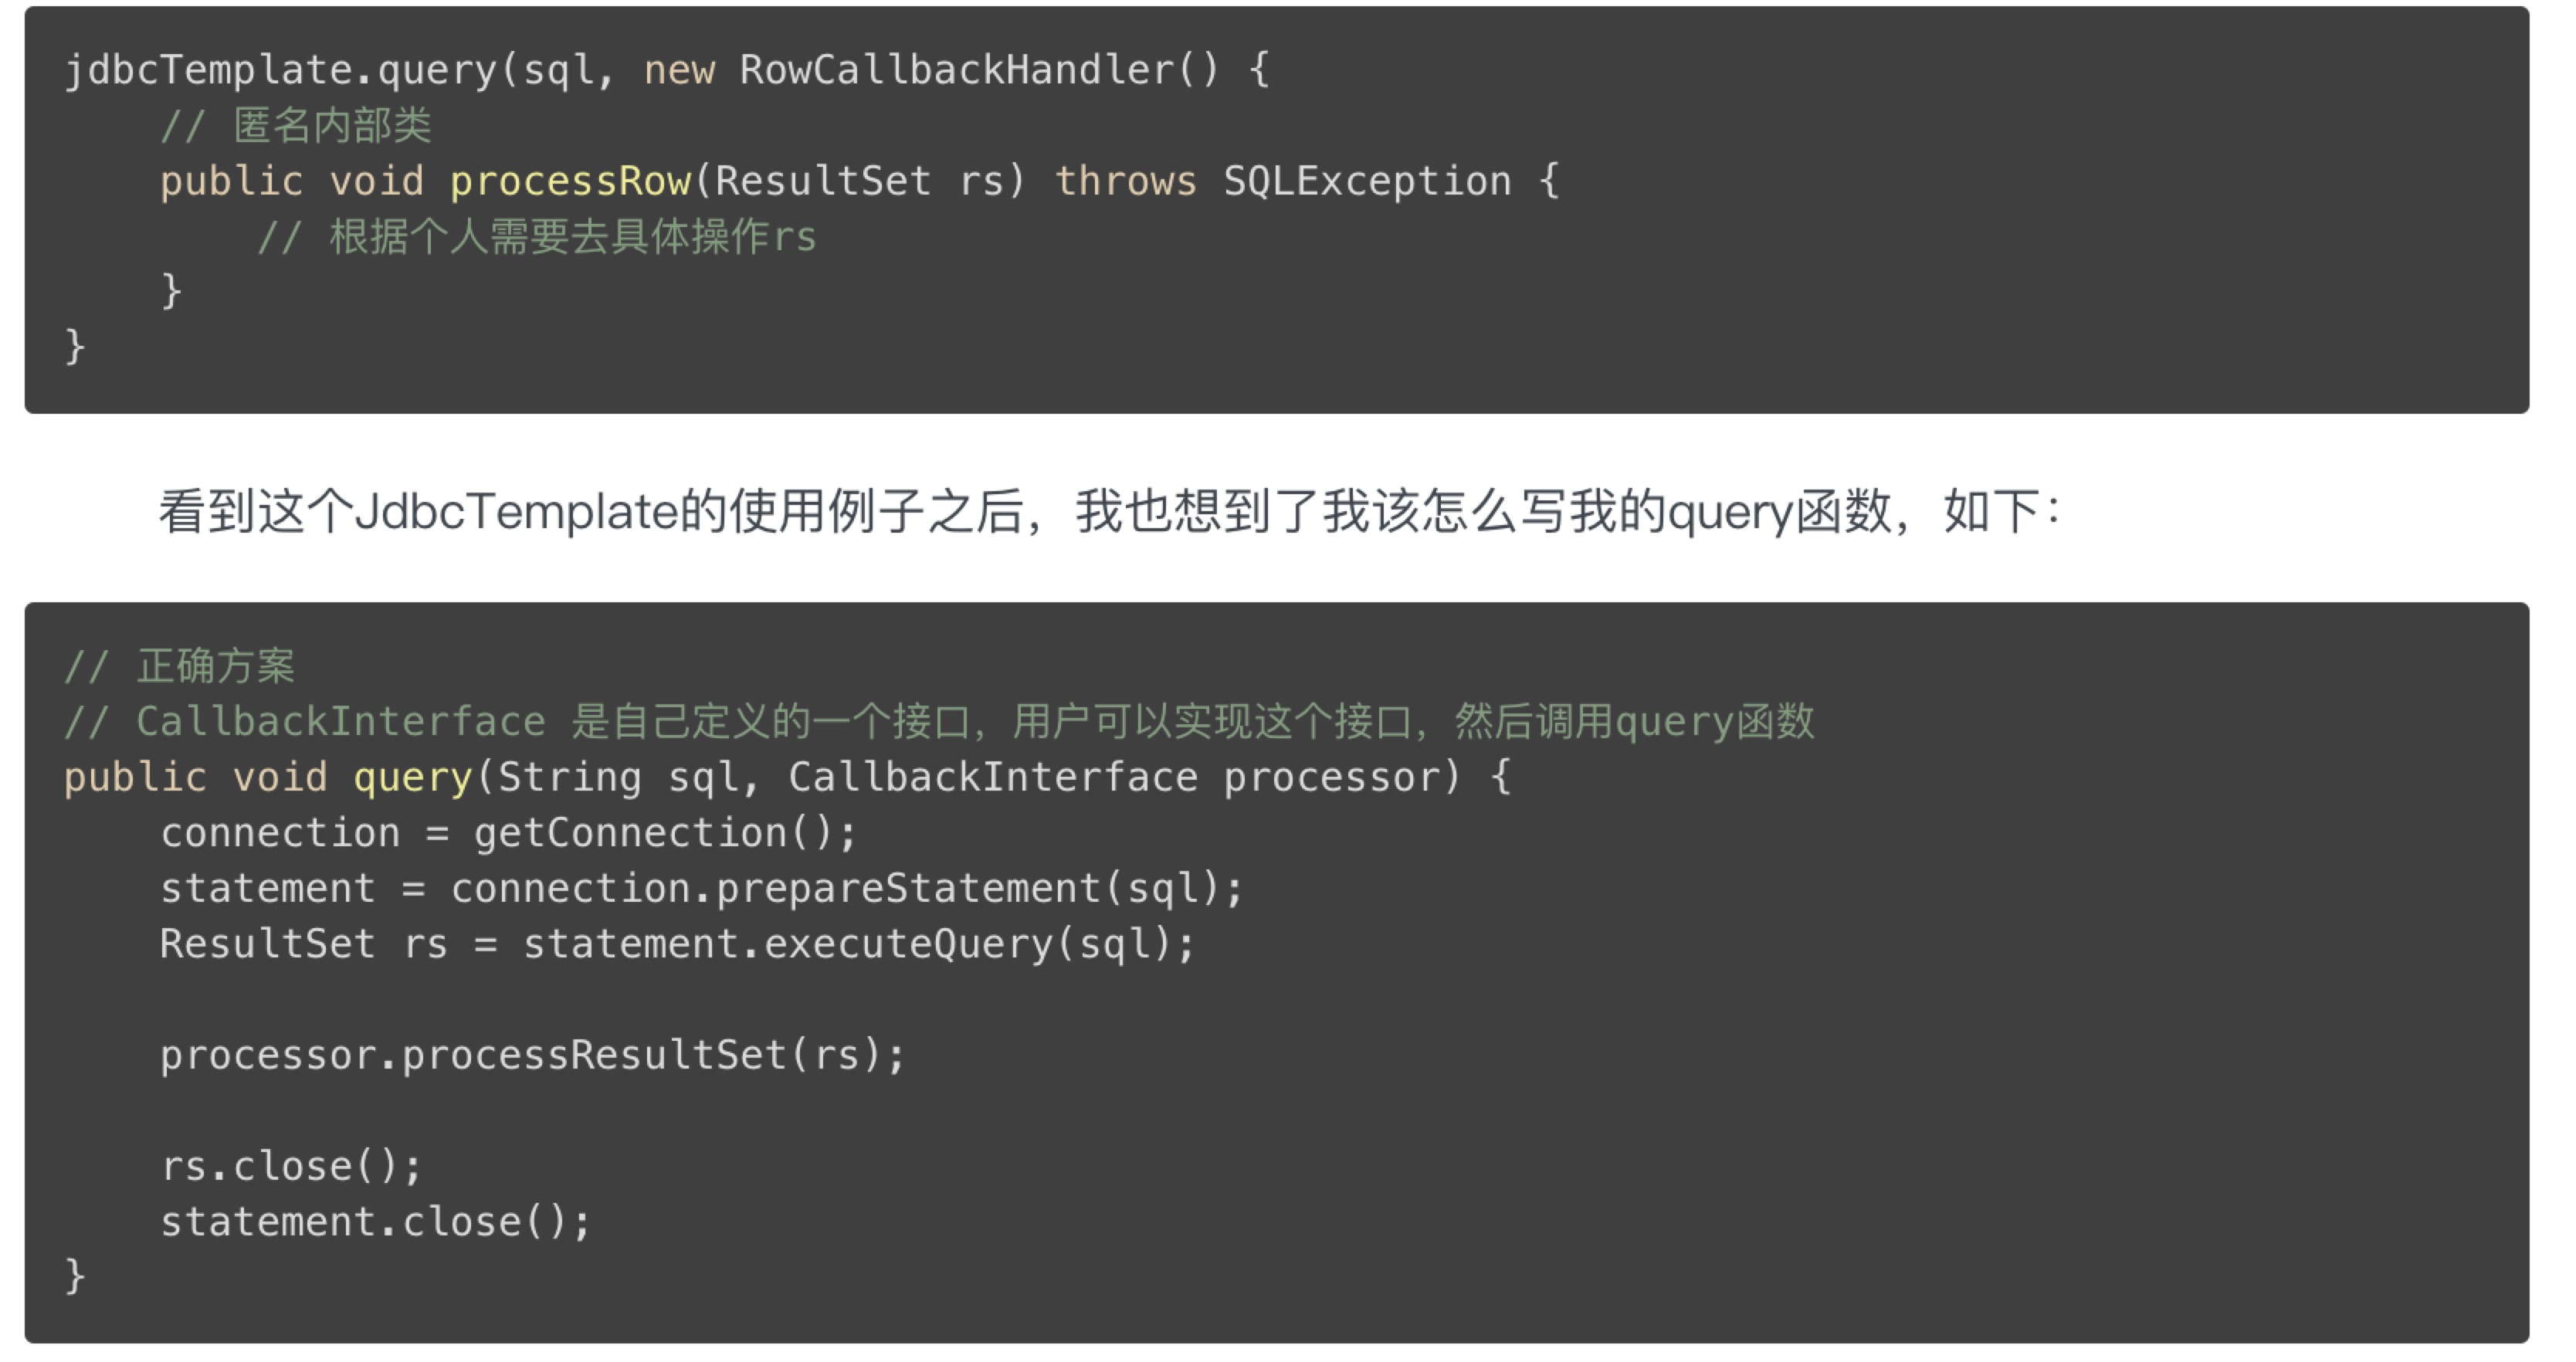 jdbcTemplate.query(sql, new RowCallbackHandler() {
    // 匿名内部类
    public void processRow(ResultSet rs) throws SQLException {
        // 根据个人需要去具体操作rs
    }
}
看到这个JdbcTemplate的使用例子之后，我也想到了我该怎么写我的query函数，如下：
// 正确方案
// CallbackInterface 是自己定义的一个接口，用户可以实现这个接口，然后调用query函数
public void query(String sql, CallbackInterface processor) {
    connection = getConnection();
    statement = connection.prepareStatement(sql);
    ResultSet rs = statement.executeQuery(sql);
    processor.processResultSet(rs);
    rs.close();
    statement.close();
}